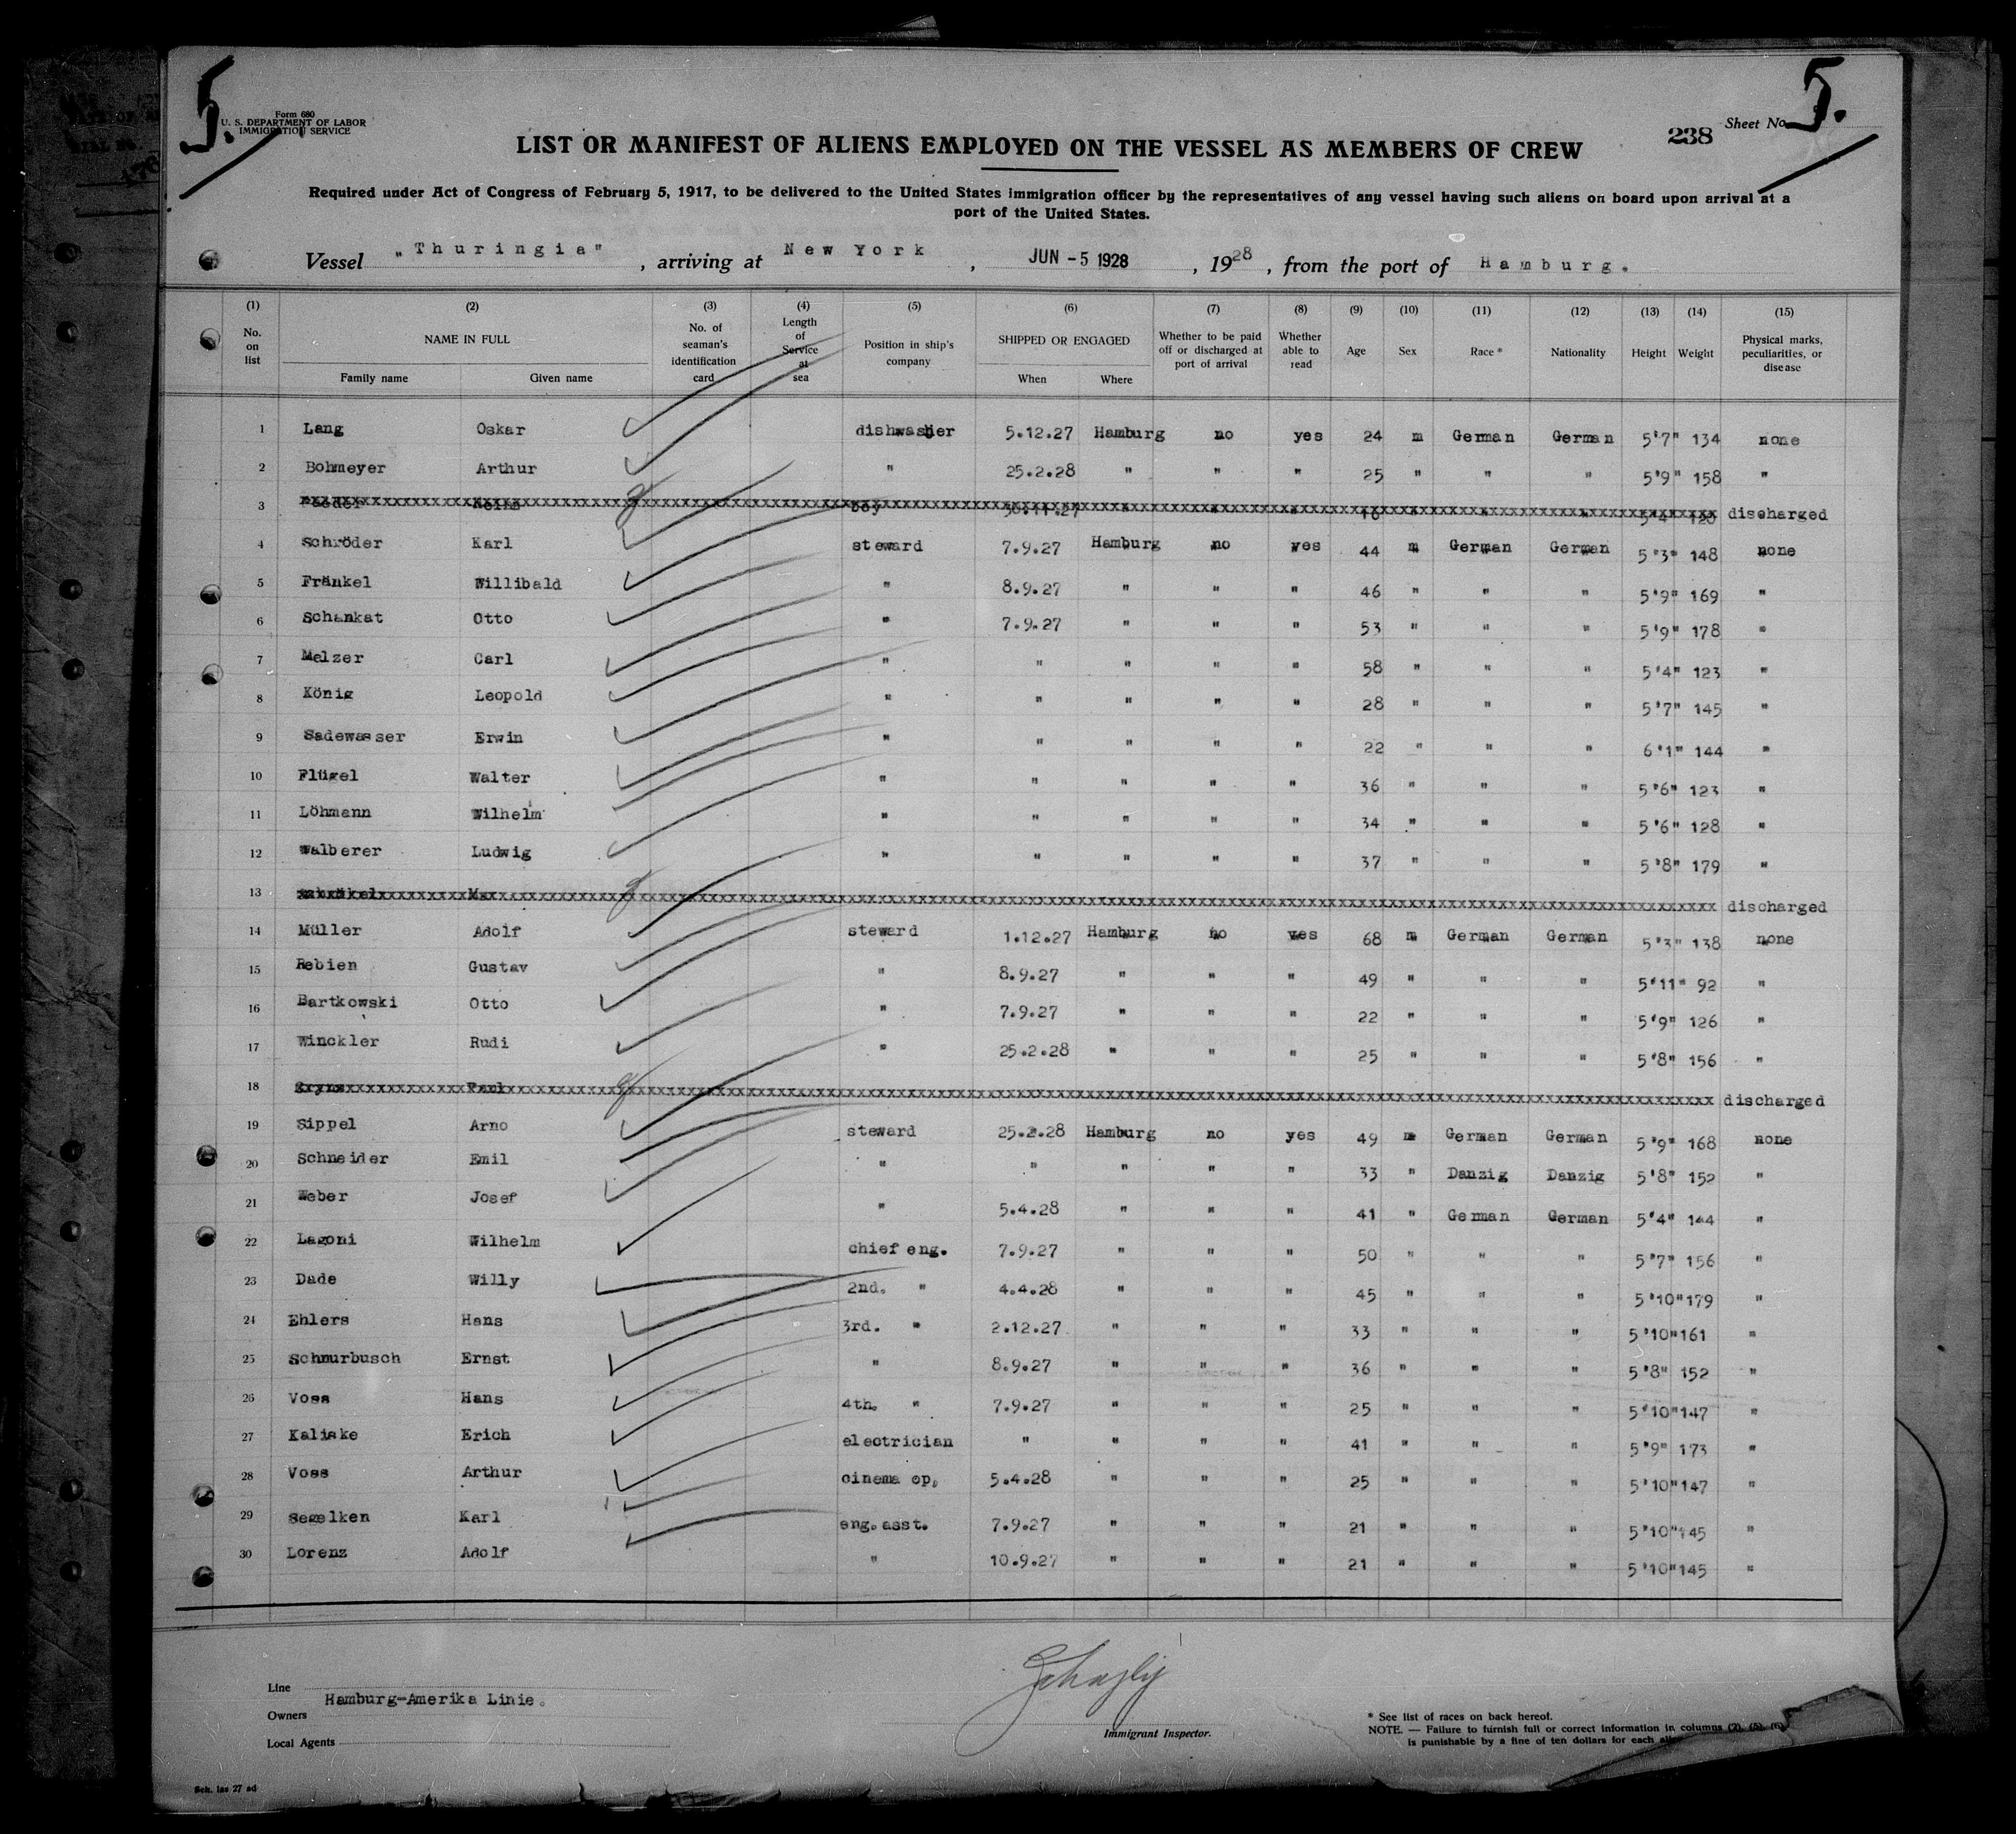 5.
Form 680
U. S. DEPARTMENT OF LABOR
IMMIGRATION SERVICE
238
Sheet No. 5.
LIST OR MANIFEST OF ALIENS EMPLOYED ON THE VESSEL AS MEMBERS OF CREW
Required under Act of Congress of February 5, 1917, to be delivered to the United States immigration officer by the representatives of any vessel having such aliens on board upon arrival at a
port of the United States.
Vessel „Thuringia" , arriving at New York , JUN -5 1928 , 1928 , from the port of Hamburg.
(1) (2) (3) (4) (5) (6) (7) (8) (9) (10) (11) (12) (13) (14) (15)
No. on list NAME IN FULL Family name Given name No. of seaman's identification card Length of Service at sea Position in ship's company SHIPPED OR ENGAGED When Where Whether to be paid off or discharged at port of arrival Whether able to read Age Sex Race * Nationality Height Weight Physical marks, peculiarities, or disease
1 Lang Oskar dishwasher 5.12.27 Hamburg no yes 24 m German German 5'7" 134 none
2 Bohmeyer Arthur " 25.2.28 " " " 25 " " " 5'9" 158 "
3 boy 16 discharged
4 Schröder Karl steward 7.9.27 Hamburg no yes 44 m German German 5'3" 148 none
5 Fränkel Willibald " 8.9.27 " " " 46 " " " 5'9" 169 "
6 Schankat Otto " 7.9.27 " " " 53 " " " 5'9" 178 "
7 Melzer Carl " " " " " 58 " " " 5'4" 123 "
8 König Leopold " " " " " 28 " " " 5'7" 145 "
9 Sadewasser Erwin " " " " " 22 " " " 6'1" 144 "
10 Flügel Walter " " " " " 36 " " " 5'6" 123 "
11 Löhmann Wilhelm " " " " " 34 " " " 5'6" 128 "
12 Walberer Ludwig " " " " " 37 " " " 5'8" 179 "
13 discharged
14 Müller Adolf steward 1.12.27 Hamburg no yes 68 m German German 5'3" 138 none
15 Rebien Gustav " 8.9.27 " " " 49 " " " 5'11" 92 "
16 Bartkowski Otto " 7.9.27 " " " 22 " " " 5'9" 126 "
17 Winckler Rudi " 25.2.28 " " " 25 " " " 5'8" 156 "
18 Paul discharged
19 Sippel Arno steward 25.2.28 Hamburg no yes 49 m German German 5'9" 168 none
20 Schneider Emil " " " " " 33 " Danzig Danzig 5'8" 152 "
21 Weber Josef " 5.4.28 " " " 41 " German German 5'4" 144 "
22 Lagoni Wilhelm chief eng. 7.9.27 " " " 50 " " " 5'7" 156 "
23 Dade Willy 2nd. " 4.4.28 " " " 45 " " " 5'10" 179 "
24 Ehlers Hans 3rd. " 2.12.27 " " " 33 " " " 5'10" 161 "
25 Schnurbusch Ernst " 8.9.27 " " " 36 " " " 5'8" 152 "
26 Voss Hans 4th. " 7.9.27 " " " 25 " " " 5'10" 147 "
27 Kaliske Erich electrician " " " " 41 " " " 5'9" 173 "
28 Voss Arthur cinema op. 5.4.28 " " " 25 " " " 5'10" 147 "
29 Segelken Karl eng. asst. 7.9.27 " " " 21 " " " 5'10" 145 "
30 Lorenz Adolf " 10.9.27 " " " 21 " " " 5'10" 145 "
Line
Hamburg-Amerika Linie.
Owners
Local Agents
Immigrant Inspector.
* See list of races on back hereof.
NOTE. — Failure to furnish full or correct information in columns (2), (5), (6)
is punishable by a fine of ten dollars for each
Sch. las 27 ad